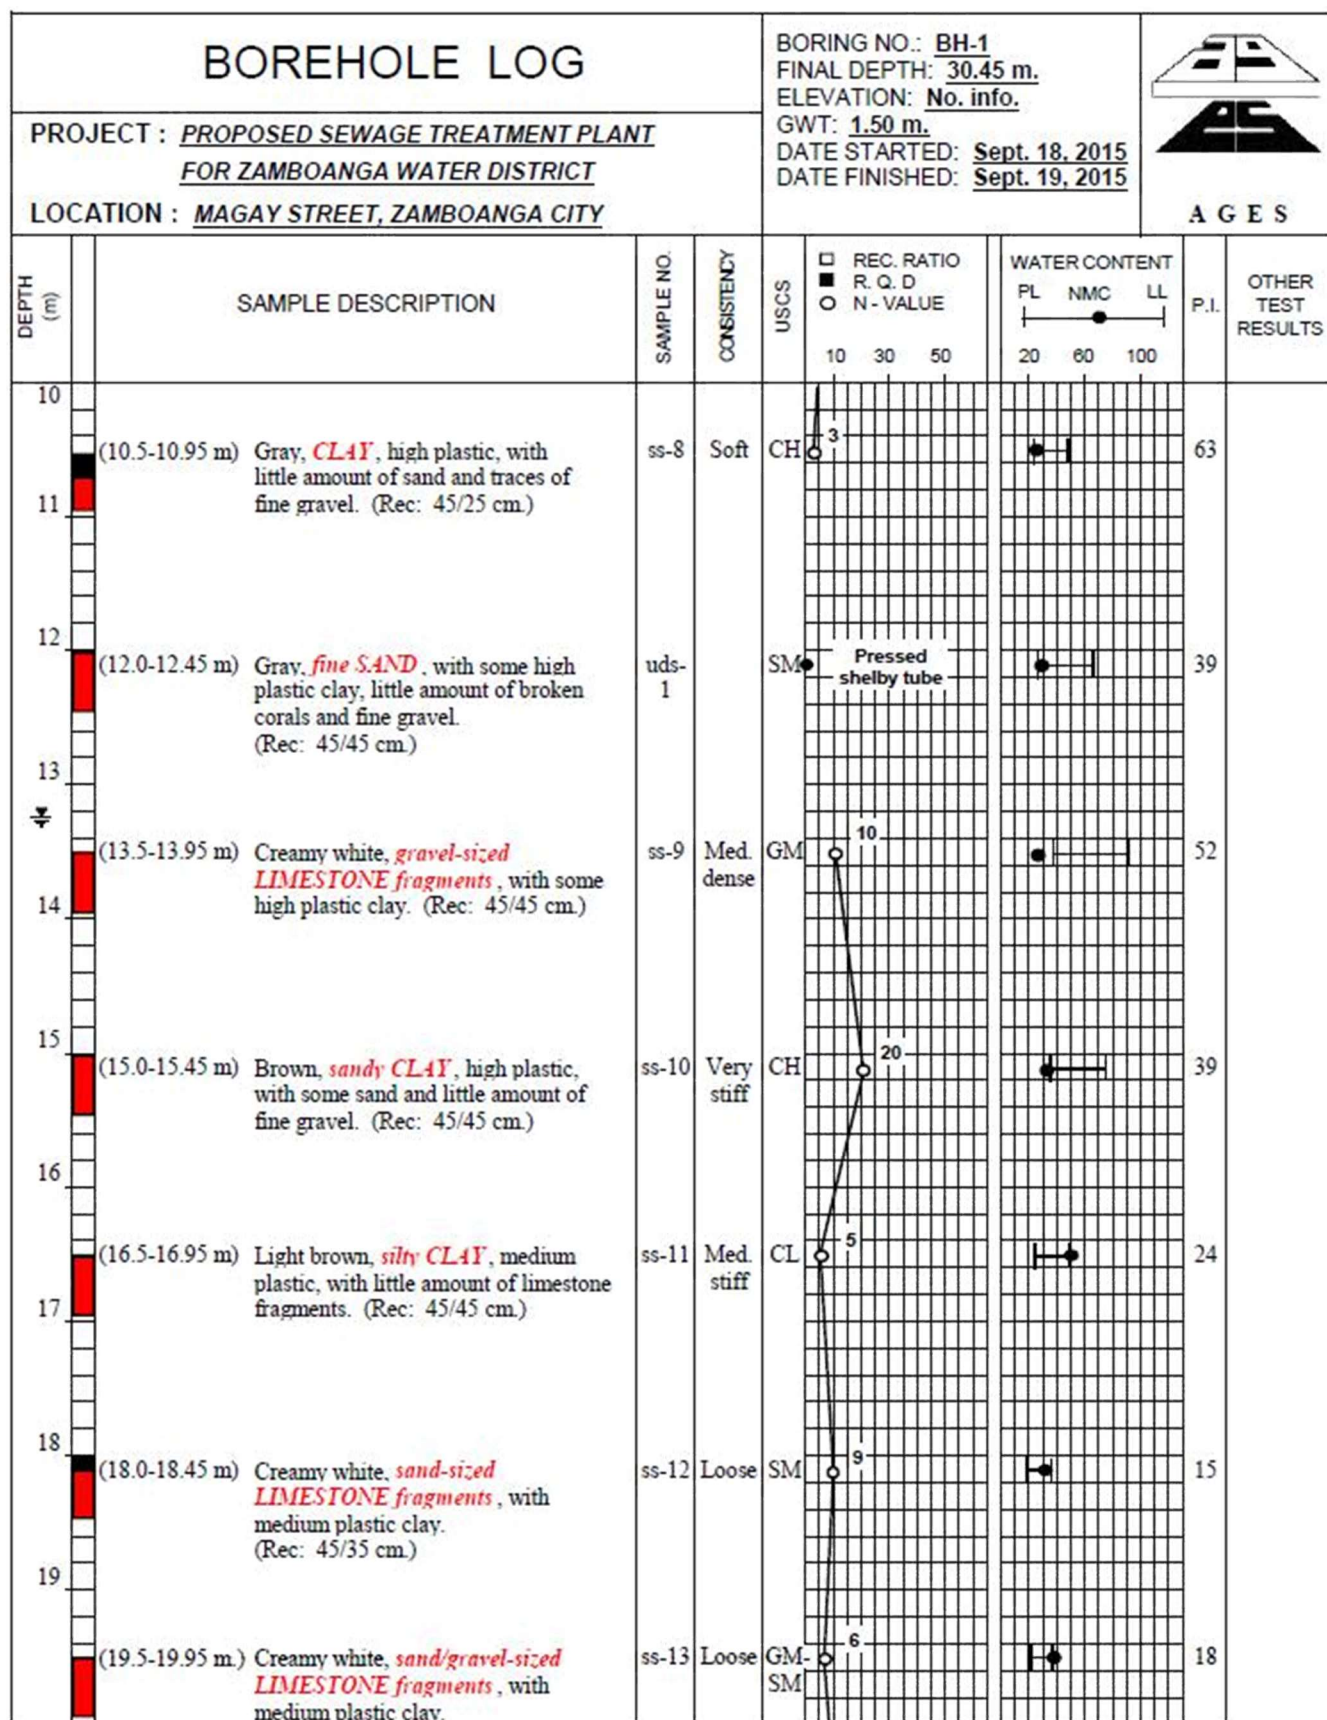 BOREHOLE LOG
PROJECT : PROPOSED SEWAGE TREATMENT PLANT
FOR ZAMBOANGA WATER DISTRICT
LOCATION : MAGAY STREET, ZAMBOANGA CITY
BORING NO.: BH-1
FINAL DEPTH: 30.45 m.
ELEVATION: No. info.
GWT: 1.50 m.
DATE STARTED: Sept. 18, 2015
DATE FINISHED: Sept. 19, 2015
A G E S
DEPTH
(m)
SAMPLE DESCRIPTION
SAMPLE NO.
CONSISTENCY
USCS
REC. RATIO
R. Q. D
N - VALUE
10 30 50
WATER CONTENT
PL NMC LL
20 60 100
P.I.
OTHER
TEST
RESULTS
10
(10.5-10.95 m) Gray, CLAY, high plastic, with ss-8 Soft CH 3 63
little amount of sand and traces of
fine gravel. (Rec: 45/25 cm.)
11
12
(12.0-12.45 m) Gray, fine SAND, with some high uds- SM Pressed 39
plastic clay, little amount of broken 1 shelby tube
corals and fine gravel.
(Rec: 45/45 cm.)
13
(13.5-13.95 m) Creamy white, gravel-sized ss-9 Med. GM 10 52
LIMESTONE fragments, with some dense
high plastic clay. (Rec: 45/45 cm.)
14
15
(15.0-15.45 m) Brown, sandy CLAY, high plastic, ss-10 Very CH 20 39
with some sand and little amount of stiff
fine gravel. (Rec: 45/45 cm.)
16
(16.5-16.95 m) Light brown, silty CLAY, medium ss-11 Med. CL 5 24
plastic, with little amount of limestone stiff
fragments. (Rec: 45/45 cm.)
17
18
(18.0-18.45 m) Creamy white, sand-sized ss-12 Loose SM 9 15
LIMESTONE fragments, with
medium plastic clay.
(Rec: 45/35 cm.)
19
(19.5-19.95 m.) Creamy white, sand/gravel-sized ss-13 Loose GM- 6 18
LIMESTONE fragments, with SM
medium plastic clay.